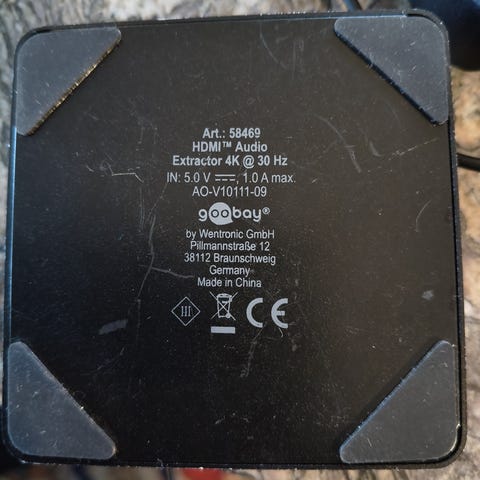 Art.: 58469
HDMI™ Audio
Extractor 4K @ 30 Hz
IN: 5.0 V ⎓, 1.0 A max.
AO-V10111-09
goobay®
by Wentronic GmbH
Pillmannstraße 12
38112 Braunschweig
Germany
Made in China
III CE